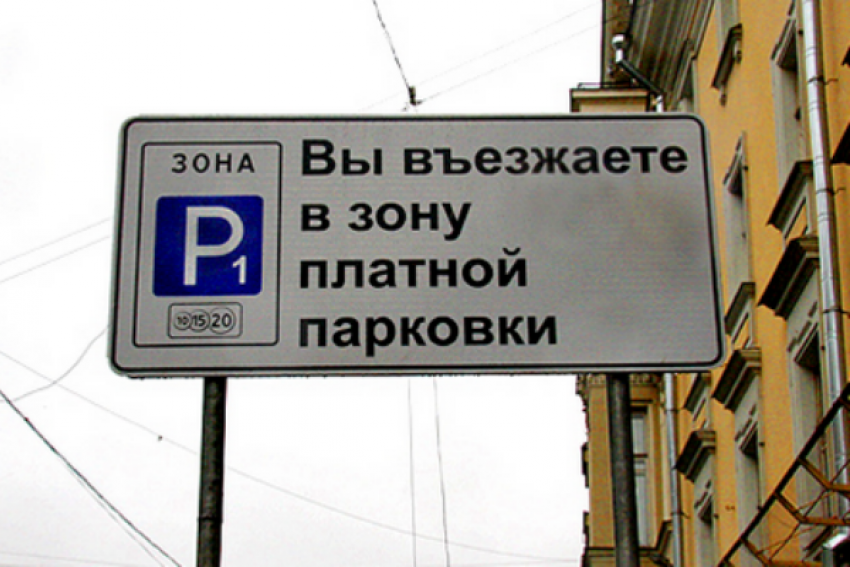 ЗОНА
P1
10 15 20
Вы въезжаете
в зону
платной
парковки